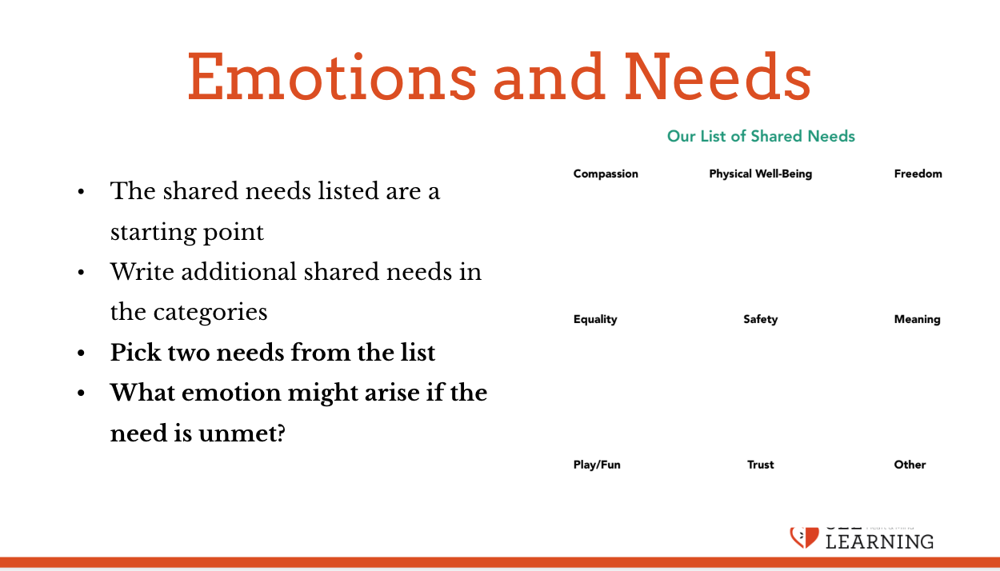 Emotions and Needs
Our List of Shared Needs
• The shared needs listed are a
starting point
• Write additional shared needs in
the categories
• Pick two needs from the list
• What emotion might arise if the
need is unmet?
Compassion Physical Well-Being Freedom
Equality Safety Meaning
Play/Fun Trust Other
LEARNING